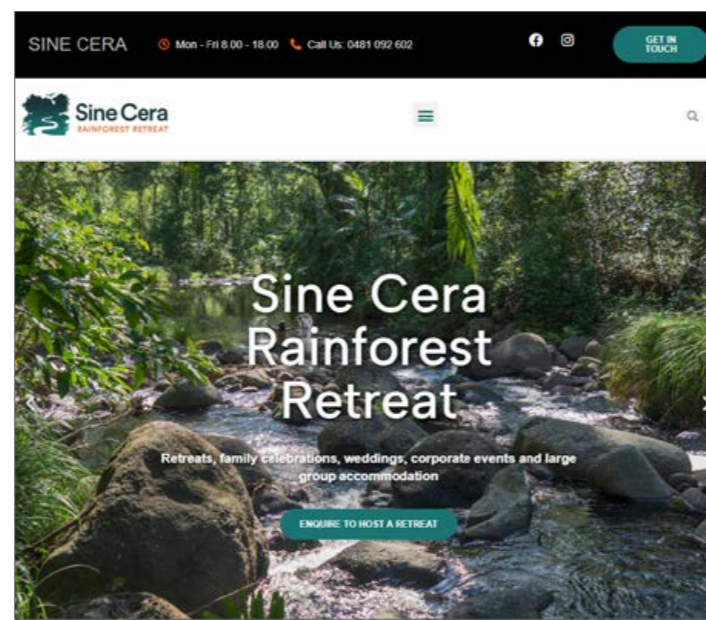 SINE CERA
Mon - Fri 8.00 - 18.00
Call Us: 0481 092 602
GET IN
TOUCH
Sine Cera
RAINFOREST RETREAT
Sine Cera
Rainforest
Retreat
Retreats, family celebrations, weddings, corporate events and large
group accommodation
ENQUIRE TO HOST A RETREAT